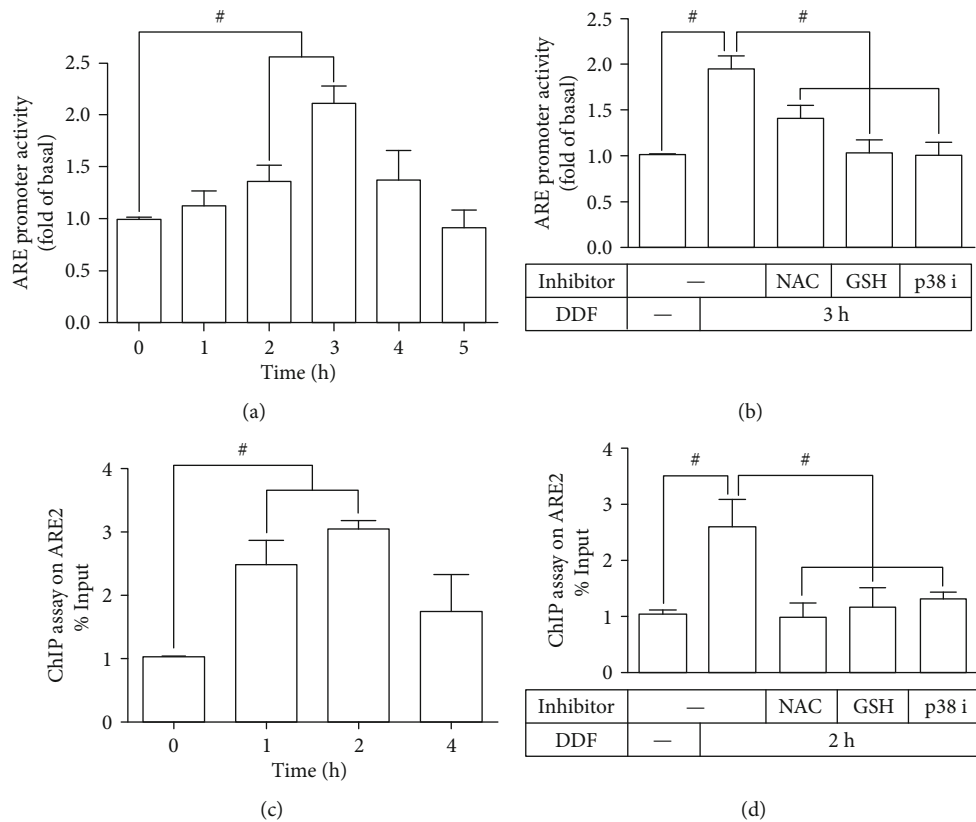 #
ARE promoter activity
(fold of basal)
2.5
2.0
1.5
1.0
0.5
0.0
0 1 2 3 4 5
Time (h)
(a)
# #
ARE promoter activity
(fold of basal)
2.5
2.0
1.5
1.0
0.5
0.0
Inhibitor — NAC GSH p38 i
DDF — 3 h
(b)
#
ChIP assay on ARE2
% Input
4
3
2
1
0
0 1 2 4
Time (h)
(c)
# #
ChIP assay on ARE2
% Input
4
3
2
1
0
Inhibitor — NAC GSH p38 i
DDF — 2 h
(d)